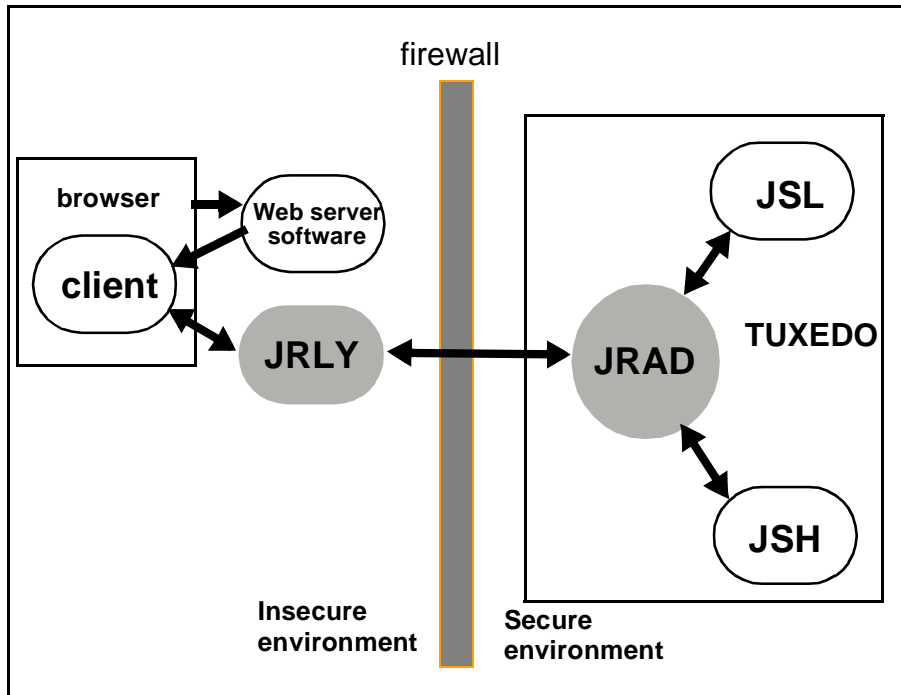 firewall
browser
Web server
software
client
JRLY
JSL
TUXEDO
JRAD
JSH
Insecure
environment
Secure
environment